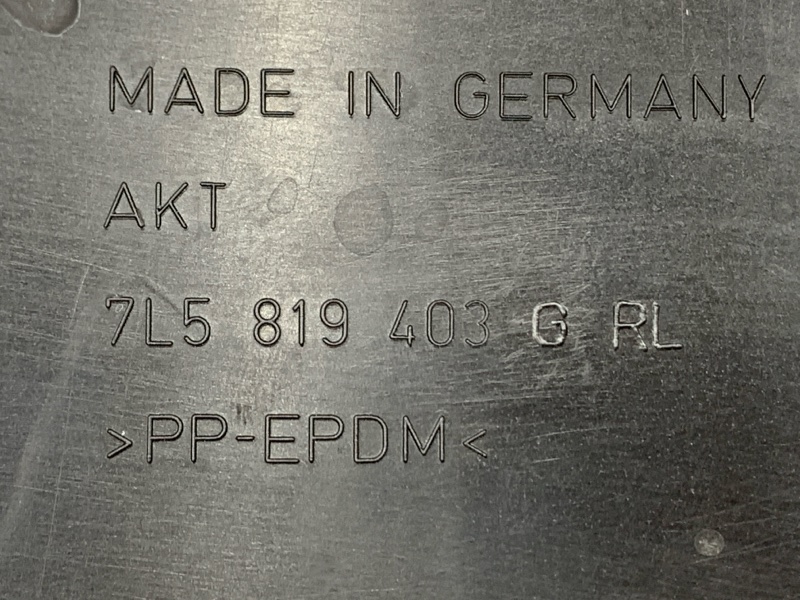 MADE IN GERMANY
AKT
7L5 819 403 G RL
>PP-EPDM<